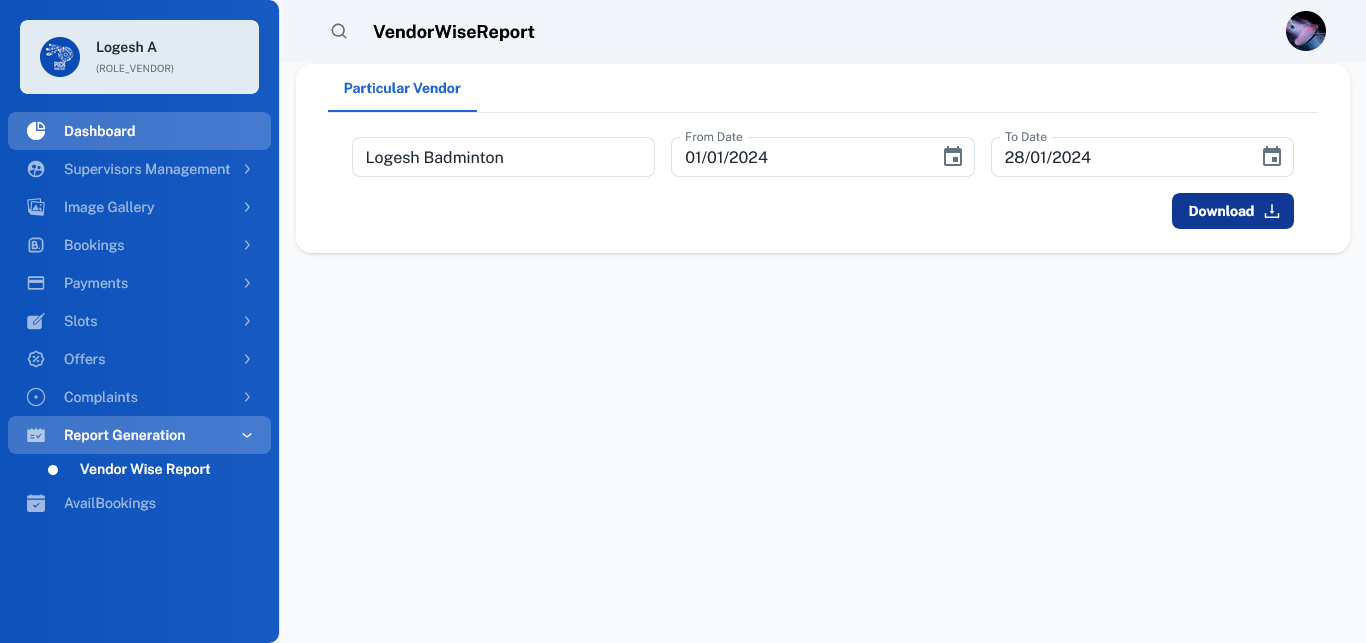 Logesh A
(ROLE_VENDOR)
Dashboard
Supervisors Management
Image Gallery
Bookings
Payments
Slots
Offers
Complaints
Report Generation
Vendor Wise Report
AvailBookings
VendorWiseReport
Particular Vendor
Logesh Badminton
From Date
01/01/2024
To Date
28/01/2024
Download